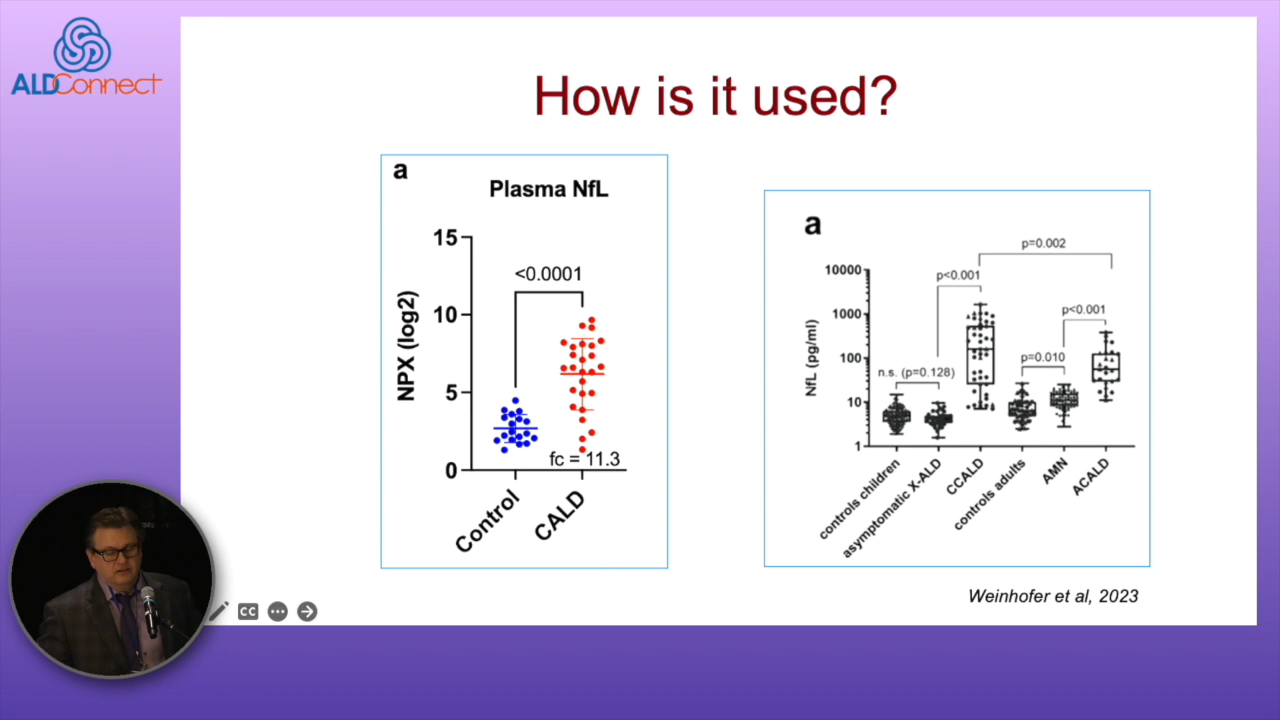 ALDConnect
How is it used?
a
Plasma NfL
15
10
5
0
NPX (log2)
<0.0001
fc = 11.3
Control
CALD
a
p=0.002
p<0.001
p<0.001
n.s. (p=0.128)
p=0.010
10000
1000
100
10
1
NfL (pg/ml)
controls children
asymptomatic X-ALD
CCALD
controls adults
AMN
ACALD
Weinhofer et al, 2023
CC